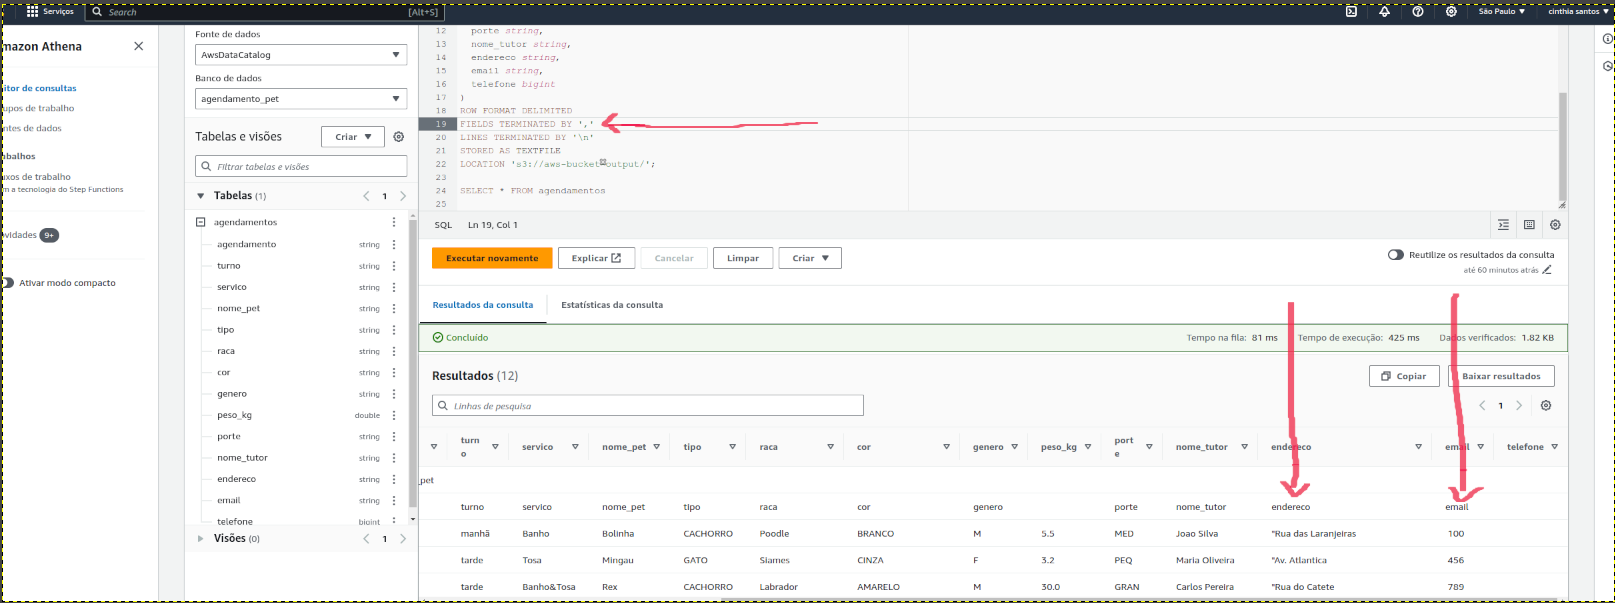 Serviços
Search
[Alt+S]
São Paulo
cinthia santos
mazon Athena
itor de consultas
upos de trabalho
ntes de dados
abalhos
uxos de trabalho
m a tecnologia do Step Functions
vidades 9+
Ativar modo compacto
Fonte de dados
AwsDataCatalog
Banco de dados
agendamento_pet
Tabelas e visões
Criar
Filtrar tabelas e visões
Tabelas (1)
1
agendamentos
agendamento string
turno string
servico string
nome_pet string
tipo string
raca string
cor string
genero string
peso_kg double
porte string
nome_tutor string
endereco string
email string
telefone bigint
Visões (0)
1
12 porte string,
13 nome_tutor string,
14 endereco string,
15 email string,
16 telefone bigint
17 )
18 ROW FORMAT DELIMITED
19 FIELDS TERMINATED BY ','
20 LINES TERMINATED BY '\n'
21 STORED AS TEXTFILE
22 LOCATION 's3://aws-bucket-output/';
23
24 SELECT * FROM agendamentos
25
SQL Ln 19, Col 1
Executar novamente
Explicar
Cancelar
Limpar
Criar
Reutilize os resultados da consulta
até 60 minutos atrás
Resultados da consulta
Estatísticas da consulta
Concluído
Tempo na fila: 81 ms
Tempo de execução: 425 ms
Dados verificados: 1.82 KB
Resultados (12)
Copiar
Baixar resultados
Linhas de pesquisa
1
turno servico nome_pet tipo raca cor genero peso_kg porte nome_tutor endereco email telefone
_pet
turno servico nome_pet tipo raca cor genero porte nome_tutor endereco email
manhã Banho Bolinha CACHORRO Poodle BRANCO M 5.5 MED Joao Silva "Rua das Laranjeiras 100
tarde Tosa Mingau GATO Siames CINZA F 3.2 PEQ Maria Oliveira "Av. Atlantica 456
tarde Banho&Tosa Rex CACHORRO Labrador AMARELO M 30.0 GRAN Carlos Pereira "Rua do Catete 789